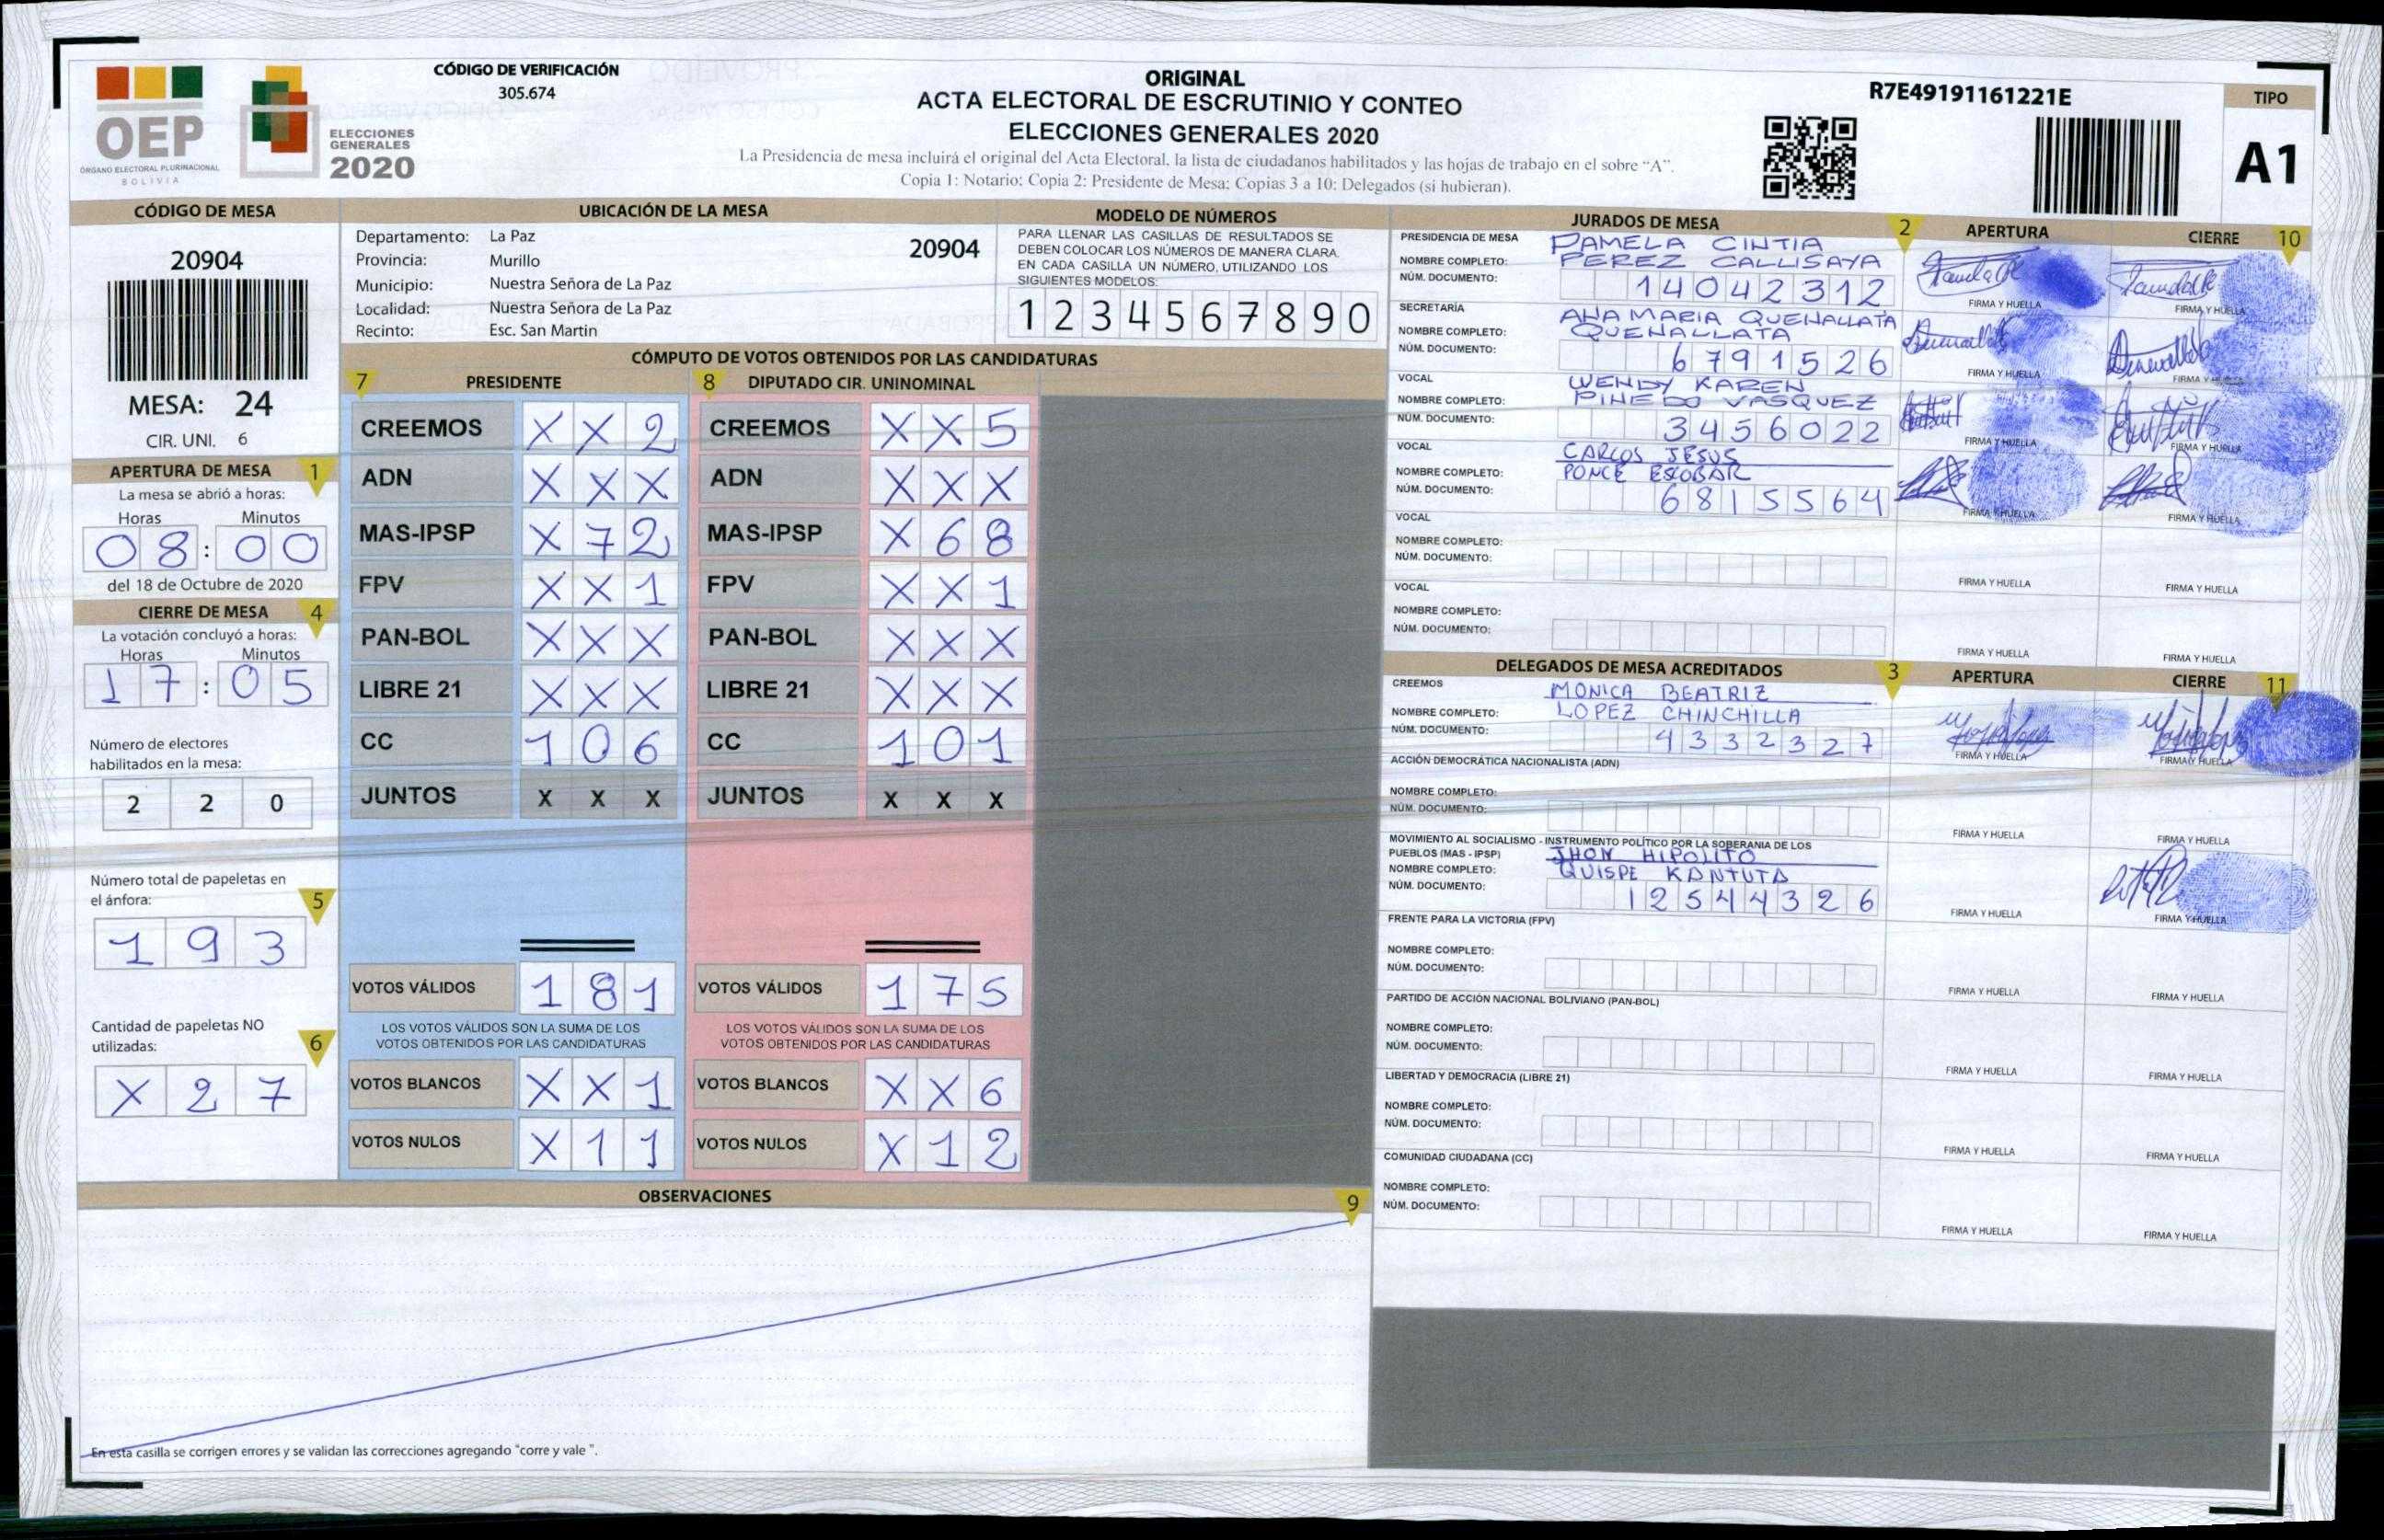 OEP
ÓRGANO ELECTORAL PLURINACIONAL
BOLIVIA
ELECCIONES
GENERALES
2020
CÓDIGO DE VERIFICACIÓN
305.674
ORIGINAL
ACTA ELECTORAL DE ESCRUTINIO Y CONTEO
ELECCIONES GENERALES 2020
La Presidencia de mesa incluirá el original del Acta Electoral, la lista de ciudadanos habilitados y las hojas de trabajo en el sobre "A".
Copia 1: Notario; Copia 2: Presidente de Mesa; Copias 3 a 10: Delegados (si hubieran).
R7E49191161221E
TIPO
A1
CÓDIGO DE MESA
20904
MESA: 24
CIR. UNI. 6
APERTURA DE MESA 1
La mesa se abrió a horas:
Horas Minutos
08:00
del 18 de Octubre de 2020
CIERRE DE MESA 4
La votación concluyó a horas:
Horas Minutos
17:05
Número de electores
habilitados en la mesa:
2 2 0
Número total de papeletas en
el ánfora: 5
1 9 3
Cantidad de papeletas NO
utilizadas: 6
X 2 7
UBICACIÓN DE LA MESA
Departamento: La Paz 20904
Provincia: Murillo
Municipio: Nuestra Señora de La Paz
Localidad: Nuestra Señora de La Paz
Recinto: Esc. San Martin
MODELO DE NÚMEROS
PARA LLENAR LAS CASILLAS DE RESULTADOS SE
DEBEN COLOCAR LOS NÚMEROS DE MANERA CLARA.
EN CADA CASILLA UN NÚMERO, UTILIZANDO LOS
SIGUIENTES MODELOS:
1 2 3 4 5 6 7 8 9 0
CÓMPUTO DE VOTOS OBTENIDOS POR LAS CANDIDATURAS
7 PRESIDENTE 8 DIPUTADO CIR. UNINOMINAL
CREEMOS X X 2 CREEMOS X X 5
ADN X X X ADN X X X
MAS-IPSP X 7 2 MAS-IPSP X 6 8
FPV X X 1 FPV X X 1
PAN-BOL X X X PAN-BOL X X X
LIBRE 21 X X X LIBRE 21 X X X
CC 1 0 6 CC 1 0 1
JUNTOS X X X JUNTOS X X X
VOTOS VÁLIDOS 1 8 1 VOTOS VÁLIDOS 1 7 5
LOS VOTOS VÁLIDOS SON LA SUMA DE LOS LOS VOTOS VÁLIDOS SON LA SUMA DE LOS
VOTOS OBTENIDOS POR LAS CANDIDATURAS VOTOS OBTENIDOS POR LAS CANDIDATURAS
VOTOS BLANCOS X X 1 VOTOS BLANCOS X X 6
VOTOS NULOS X 1 1 VOTOS NULOS X 1 2
OBSERVACIONES 9
En esta casilla se corrigen errores y se validan las correcciones agregando "corre y vale ".
JURADOS DE MESA 2 APERTURA CIERRE 10
PRESIDENCIA DE MESA PAMELA CINTIA
NOMBRE COMPLETO: PEREZ CALLISAYA
NÚM. DOCUMENTO: 14042312
FIRMA Y HUELLA FIRMA Y HUELLA
SECRETARÍA ANA MARIA QUENALLATA
NOMBRE COMPLETO: QUENALLATA
NÚM. DOCUMENTO: 6791526
FIRMA Y HUELLA FIRMA Y HUELLA
VOCAL WENDY KAREN
NOMBRE COMPLETO: PINEDO VASQUEZ
NÚM. DOCUMENTO: 3456022
FIRMA Y HUELLA FIRMA Y HUELLA
VOCAL CARLOS JESUS
NOMBRE COMPLETO: PONCE ESCOBAR
NÚM. DOCUMENTO: 6815564
FIRMA Y HUELLA FIRMA Y HUELLA
VOCAL
NOMBRE COMPLETO:
NÚM. DOCUMENTO:
FIRMA Y HUELLA FIRMA Y HUELLA
VOCAL
NOMBRE COMPLETO:
NÚM. DOCUMENTO:
FIRMA Y HUELLA FIRMA Y HUELLA
DELEGADOS DE MESA ACREDITADOS 3 APERTURA CIERRE 11
CREEMOS MONICA BEATRIZ
NOMBRE COMPLETO: LOPEZ CHINCHILLA
NÚM. DOCUMENTO: 4332327
FIRMA Y HUELLA FIRMA Y HUELLA
ACCIÓN DEMOCRÁTICA NACIONALISTA (ADN)
NOMBRE COMPLETO:
NÚM. DOCUMENTO:
FIRMA Y HUELLA FIRMA Y HUELLA
MOVIMIENTO AL SOCIALISMO - INSTRUMENTO POLÍTICO POR LA SOBERANIA DE LOS
PUEBLOS (MAS - IPSP) JHON HIPOLITO
NOMBRE COMPLETO: QUISPE KANTUTA
NÚM. DOCUMENTO: 12544326
FIRMA Y HUELLA FIRMA Y HUELLA
FRENTE PARA LA VICTORIA (FPV)
NOMBRE COMPLETO:
NÚM. DOCUMENTO:
FIRMA Y HUELLA FIRMA Y HUELLA
PARTIDO DE ACCIÓN NACIONAL BOLIVIANO (PAN-BOL)
NOMBRE COMPLETO:
NÚM. DOCUMENTO:
FIRMA Y HUELLA FIRMA Y HUELLA
LIBERTAD Y DEMOCRACIA (LIBRE 21)
NOMBRE COMPLETO:
NÚM. DOCUMENTO:
FIRMA Y HUELLA FIRMA Y HUELLA
COMUNIDAD CIUDADANA (CC)
NOMBRE COMPLETO:
NÚM. DOCUMENTO:
FIRMA Y HUELLA FIRMA Y HUELLA